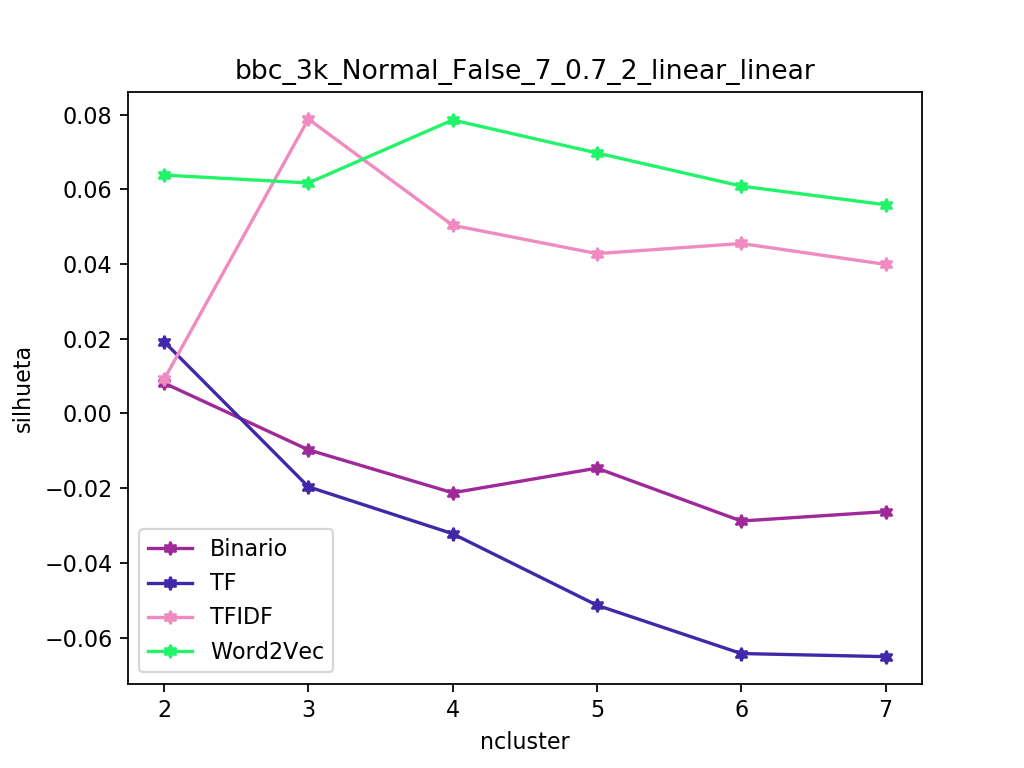 bbc_3k_Normal_False_7_0.7_2_linear_linear
0.08
0.06
0.04
0.02
0.00
−0.02
−0.04
−0.06
silhueta
Binario
TF
TFIDF
Word2Vec
2 3 4 5 6 7
ncluster